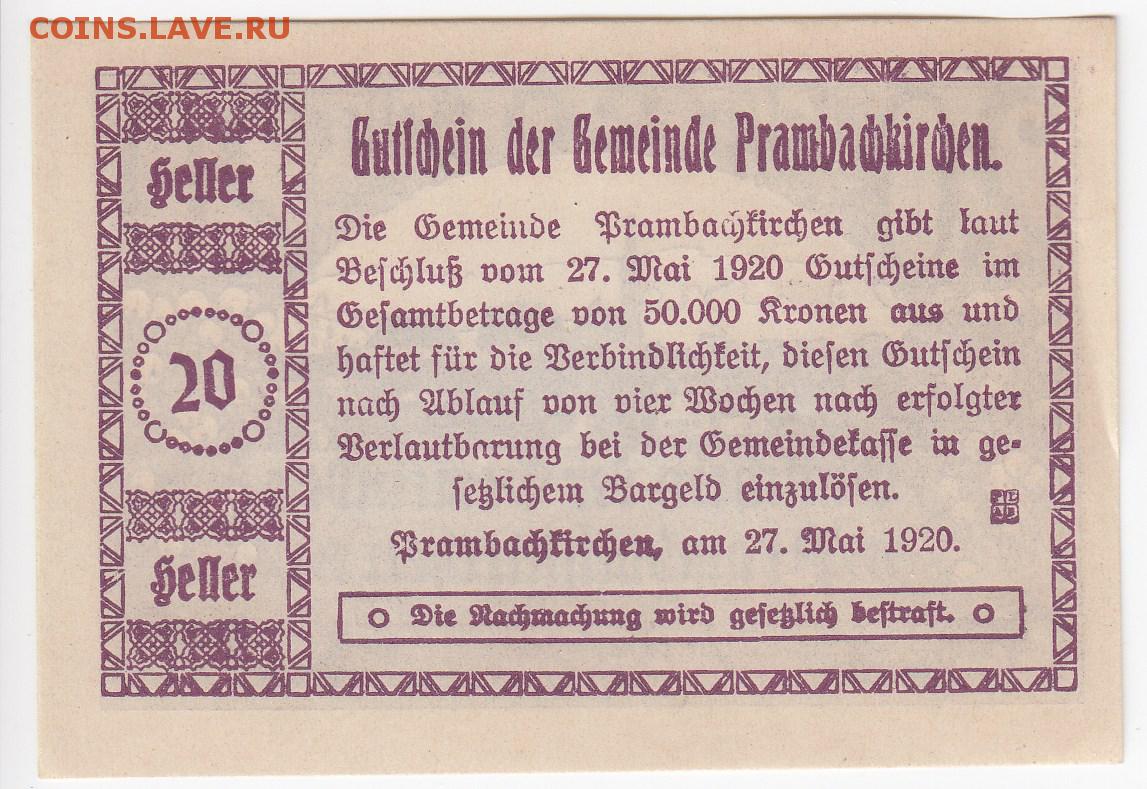 COINS.LAVE.RU
Heller
20
Heller
Gutschein der Gemeinde Prambachkirchen.
Die Gemeinde Prambachkirchen gibt laut
Beschluß vom 27. Mai 1920 Gutscheine im
Gesamtbetrage von 50.000 Kronen aus und
haftet für die Verbindlichkeit, diesen Gutschein
nach Ablauf von vier Wochen nach erfolgter
Verlautbarung bei der Gemeindekasse in ge-
setzlichem Bargeld einzulösen.
Prambachkirchen, am 27. Mai 1920.
Die Nachmachung wird gesetzlich bestraft.